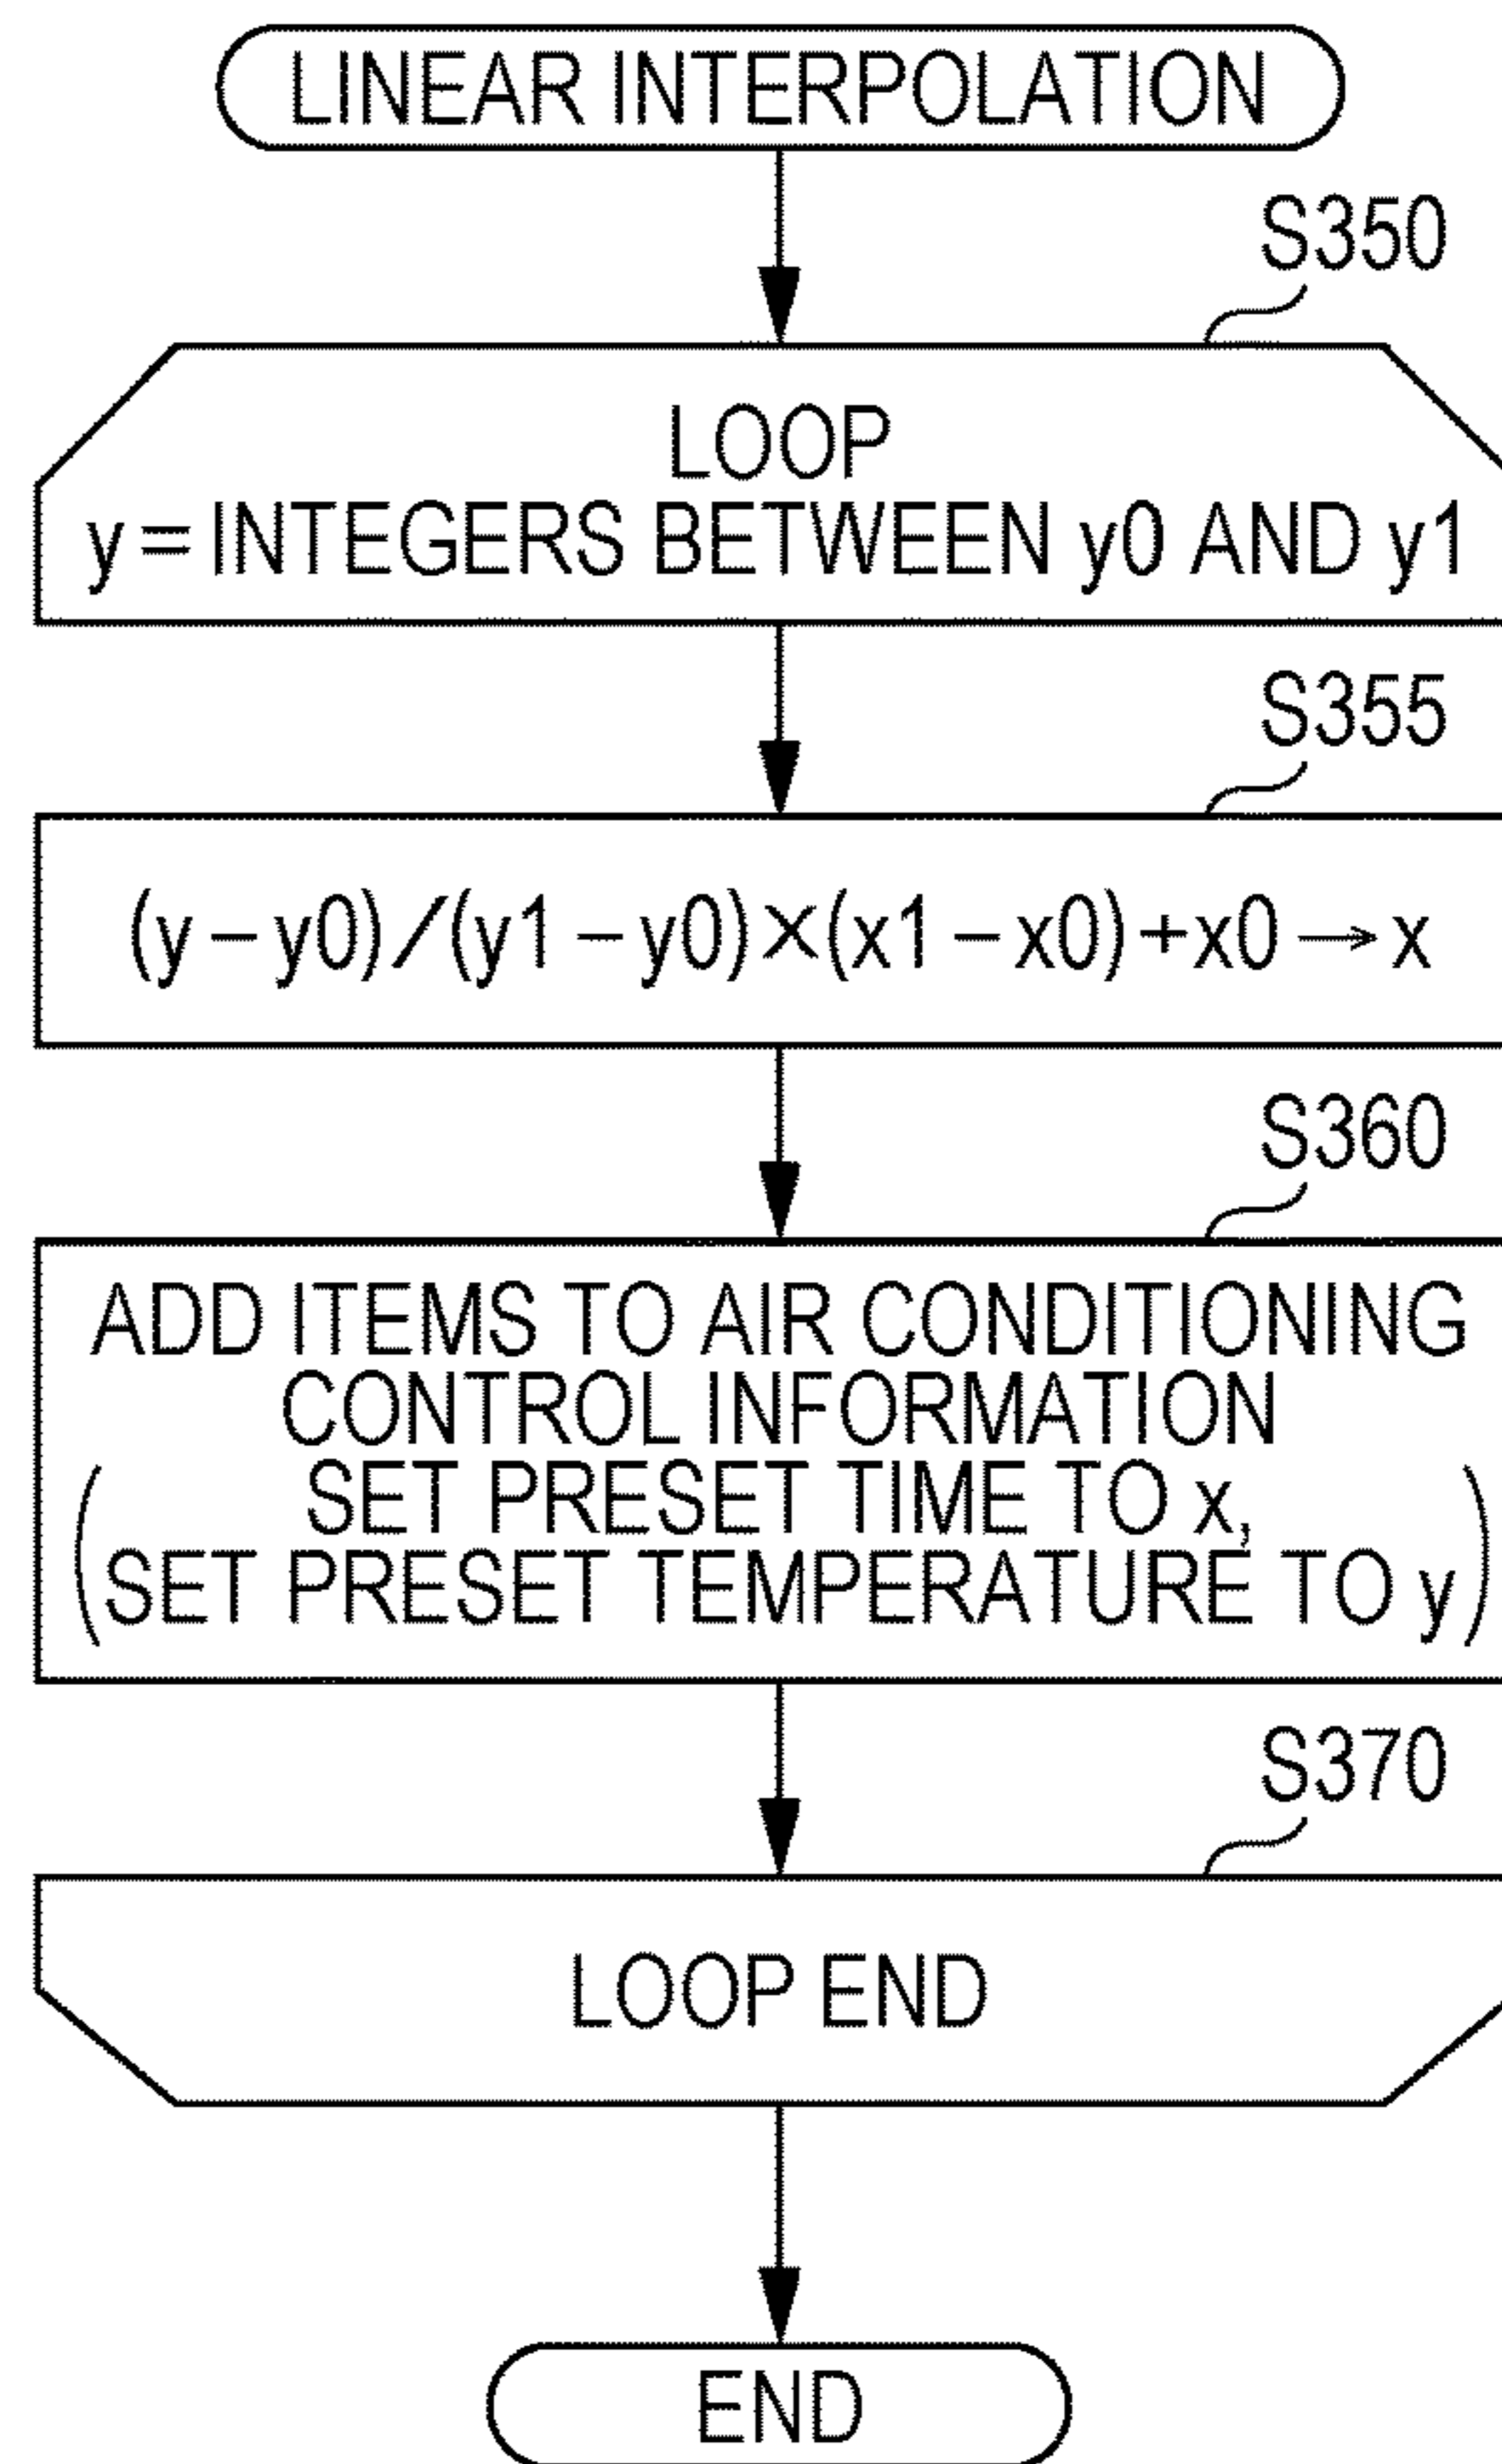 LINEAR INTERPOLATION
S350
LOOP
y = INTEGERS BETWEEN y0 AND y1
S355
(y − y0)/(y1 − y0)×(x1 − x0)+x0 → x
S360
ADD ITEMS TO AIR CONDITIONING
CONTROL INFORMATION
(SET PRESET TIME TO x,
SET PRESET TEMPERATURE TO y)
S370
LOOP END
END